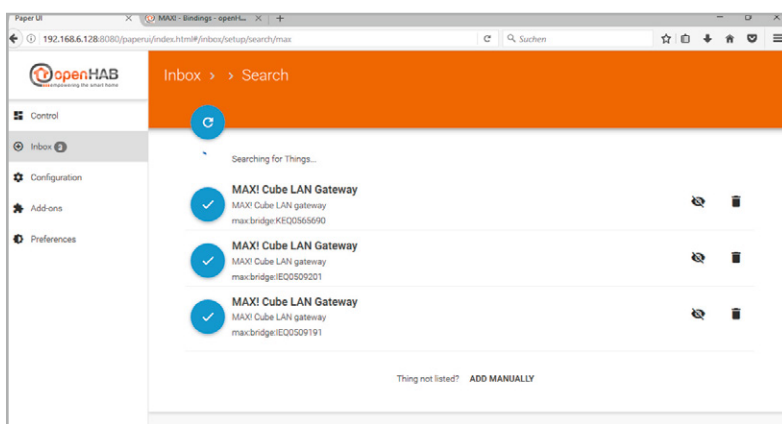 Paper UI
MAX! - Bindings - openH...
192.168.6.128:8080/paperui/index.html#/inbox/setup/search/max
Suchen
openHAB
empowering the smart home
Inbox > > Search
Control
Inbox 3
Configuration
Add-ons
Preferences
Searching for Things...
MAX! Cube LAN Gateway
MAX! Cube LAN gateway
max:bridge:KEQ0565690
MAX! Cube LAN Gateway
MAX! Cube LAN gateway
max:bridge:IEQ0509201
MAX! Cube LAN Gateway
MAX! Cube LAN gateway
max:bridge:IEQ0509191
Thing not listed? ADD MANUALLY